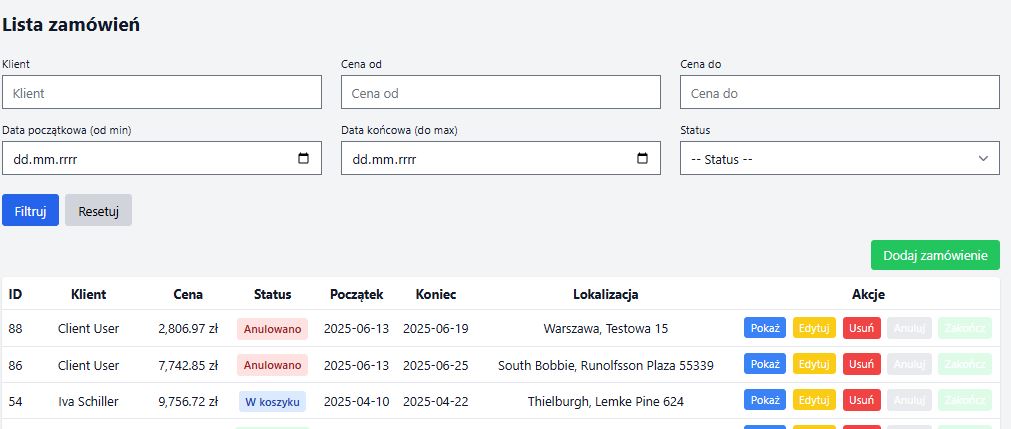 Lista zamówień
Klient Cena od Cena do
Klient Cena od Cena do
Data początkowa (od min) Data końcowa (do max) Status
dd.mm.rrrr dd.mm.rrrr -- Status --
Filtruj Resetuj
Dodaj zamówienie
ID Klient Cena Status Początek Koniec Lokalizacja Akcje
88 Client User 2,806.97 zł Anulowano 2025-06-13 2025-06-19 Warszawa, Testowa 15 Pokaż Edytuj Usuń Anuluj Zakończ
86 Client User 7,742.85 zł Anulowano 2025-06-13 2025-06-25 South Bobbie, Runolfsson Plaza 55339 Pokaż Edytuj Usuń Anuluj Zakończ
54 Iva Schiller 9,756.72 zł W koszyku 2025-04-10 2025-04-22 Thielburgh, Lemke Pine 624 Pokaż Edytuj Usuń Anuluj Zakończ